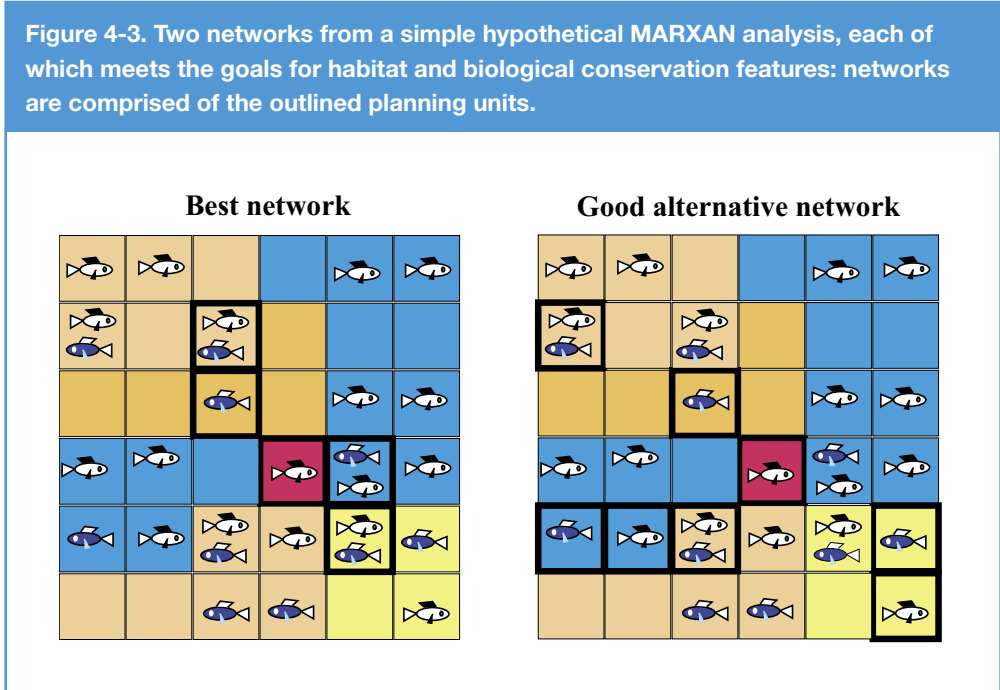 Figure 4-3. Two networks from a simple hypothetical MARXAN analysis, each of
which meets the goals for habitat and biological conservation features: networks
are comprised of the outlined planning units.
Best network
Good alternative network